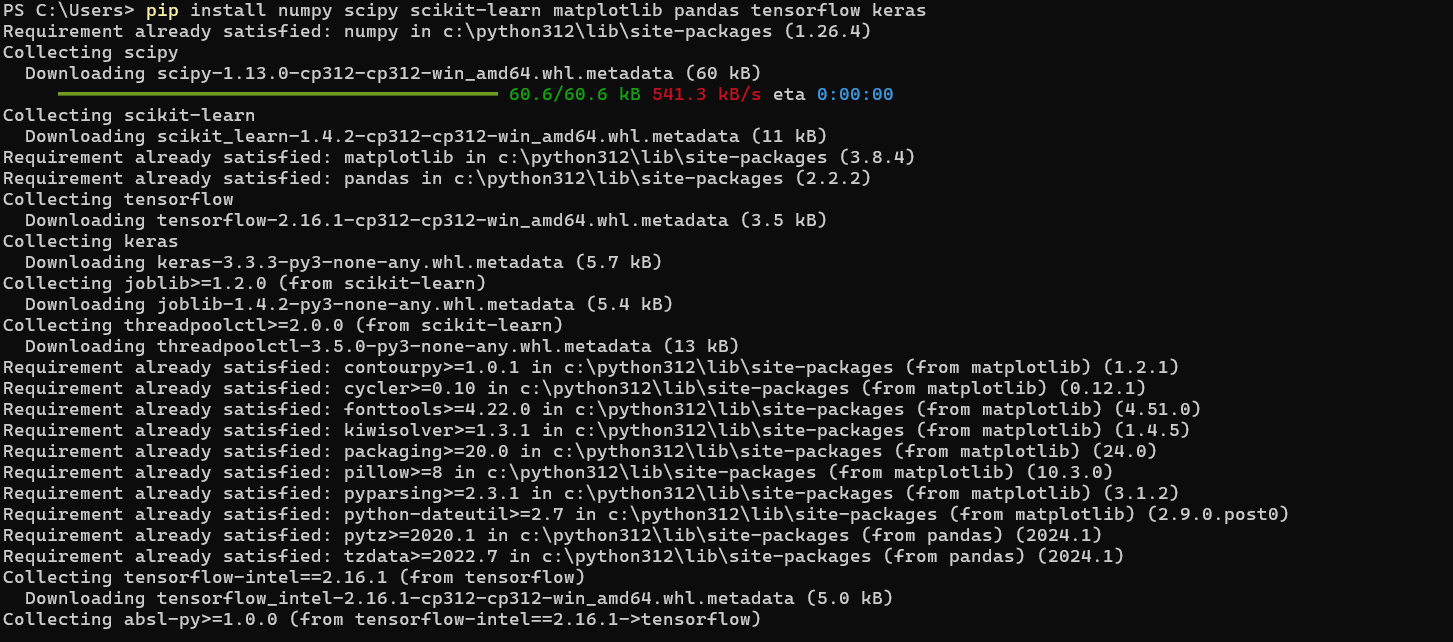 PS C:\Users> pip install numpy scipy scikit-learn matplotlib pandas tensorflow keras
Requirement already satisfied: numpy in c:\python312\lib\site-packages (1.26.4)
Collecting scipy
  Downloading scipy-1.13.0-cp312-cp312-win_amd64.whl.metadata (60 kB)
     60.6/60.6 kB 541.3 kB/s eta 0:00:00
Collecting scikit-learn
  Downloading scikit_learn-1.4.2-cp312-cp312-win_amd64.whl.metadata (11 kB)
Requirement already satisfied: matplotlib in c:\python312\lib\site-packages (3.8.4)
Requirement already satisfied: pandas in c:\python312\lib\site-packages (2.2.2)
Collecting tensorflow
  Downloading tensorflow-2.16.1-cp312-cp312-win_amd64.whl.metadata (3.5 kB)
Collecting keras
  Downloading keras-3.3.3-py3-none-any.whl.metadata (5.7 kB)
Collecting joblib>=1.2.0 (from scikit-learn)
  Downloading joblib-1.4.2-py3-none-any.whl.metadata (5.4 kB)
Collecting threadpoolctl>=2.0.0 (from scikit-learn)
  Downloading threadpoolctl-3.5.0-py3-none-any.whl.metadata (13 kB)
Requirement already satisfied: contourpy>=1.0.1 in c:\python312\lib\site-packages (from matplotlib) (1.2.1)
Requirement already satisfied: cycler>=0.10 in c:\python312\lib\site-packages (from matplotlib) (0.12.1)
Requirement already satisfied: fonttools>=4.22.0 in c:\python312\lib\site-packages (from matplotlib) (4.51.0)
Requirement already satisfied: kiwisolver>=1.3.1 in c:\python312\lib\site-packages (from matplotlib) (1.4.5)
Requirement already satisfied: packaging>=20.0 in c:\python312\lib\site-packages (from matplotlib) (24.0)
Requirement already satisfied: pillow>=8 in c:\python312\lib\site-packages (from matplotlib) (10.3.0)
Requirement already satisfied: pyparsing>=2.3.1 in c:\python312\lib\site-packages (from matplotlib) (3.1.2)
Requirement already satisfied: python-dateutil>=2.7 in c:\python312\lib\site-packages (from matplotlib) (2.9.0.post0)
Requirement already satisfied: pytz>=2020.1 in c:\python312\lib\site-packages (from pandas) (2024.1)
Requirement already satisfied: tzdata>=2022.7 in c:\python312\lib\site-packages (from pandas) (2024.1)
Collecting tensorflow-intel==2.16.1 (from tensorflow)
  Downloading tensorflow_intel-2.16.1-cp312-cp312-win_amd64.whl.metadata (5.0 kB)
Collecting absl-py>=1.0.0 (from tensorflow-intel==2.16.1->tensorflow)